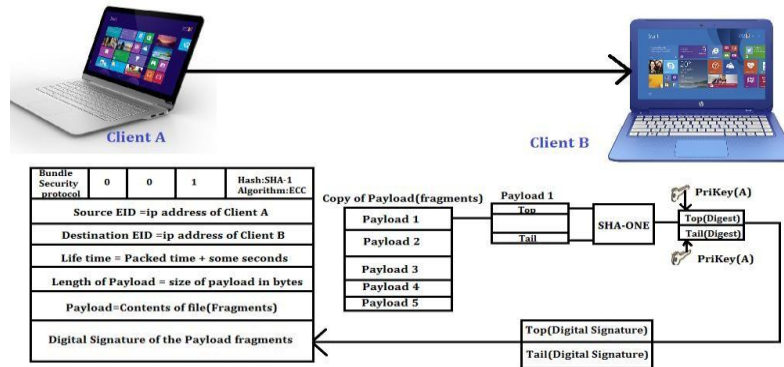 Client A
Client B
Bundle Security protocol
0
0
1
Hash:SHA-1
Algorithm:ECC
Source EID =ip address of Client A
Destination EID =ip address of Client B
Life time = Packed time + some seconds
Length of Payload = size of payload in bytes
Payload=Contents of file(Fragments)
Digital Signature of the Payload fragments
Copy of Payload(fragments)
Payload 1
Payload 2
Payload 3
Payload 4
Payload 5
Payload 1
Top
Tail
SHA-ONE
PriKey(A)
Top(Digest)
Tail(Digest)
PriKey(A)
Top(Digital Signature)
Tail(Digital Signature)